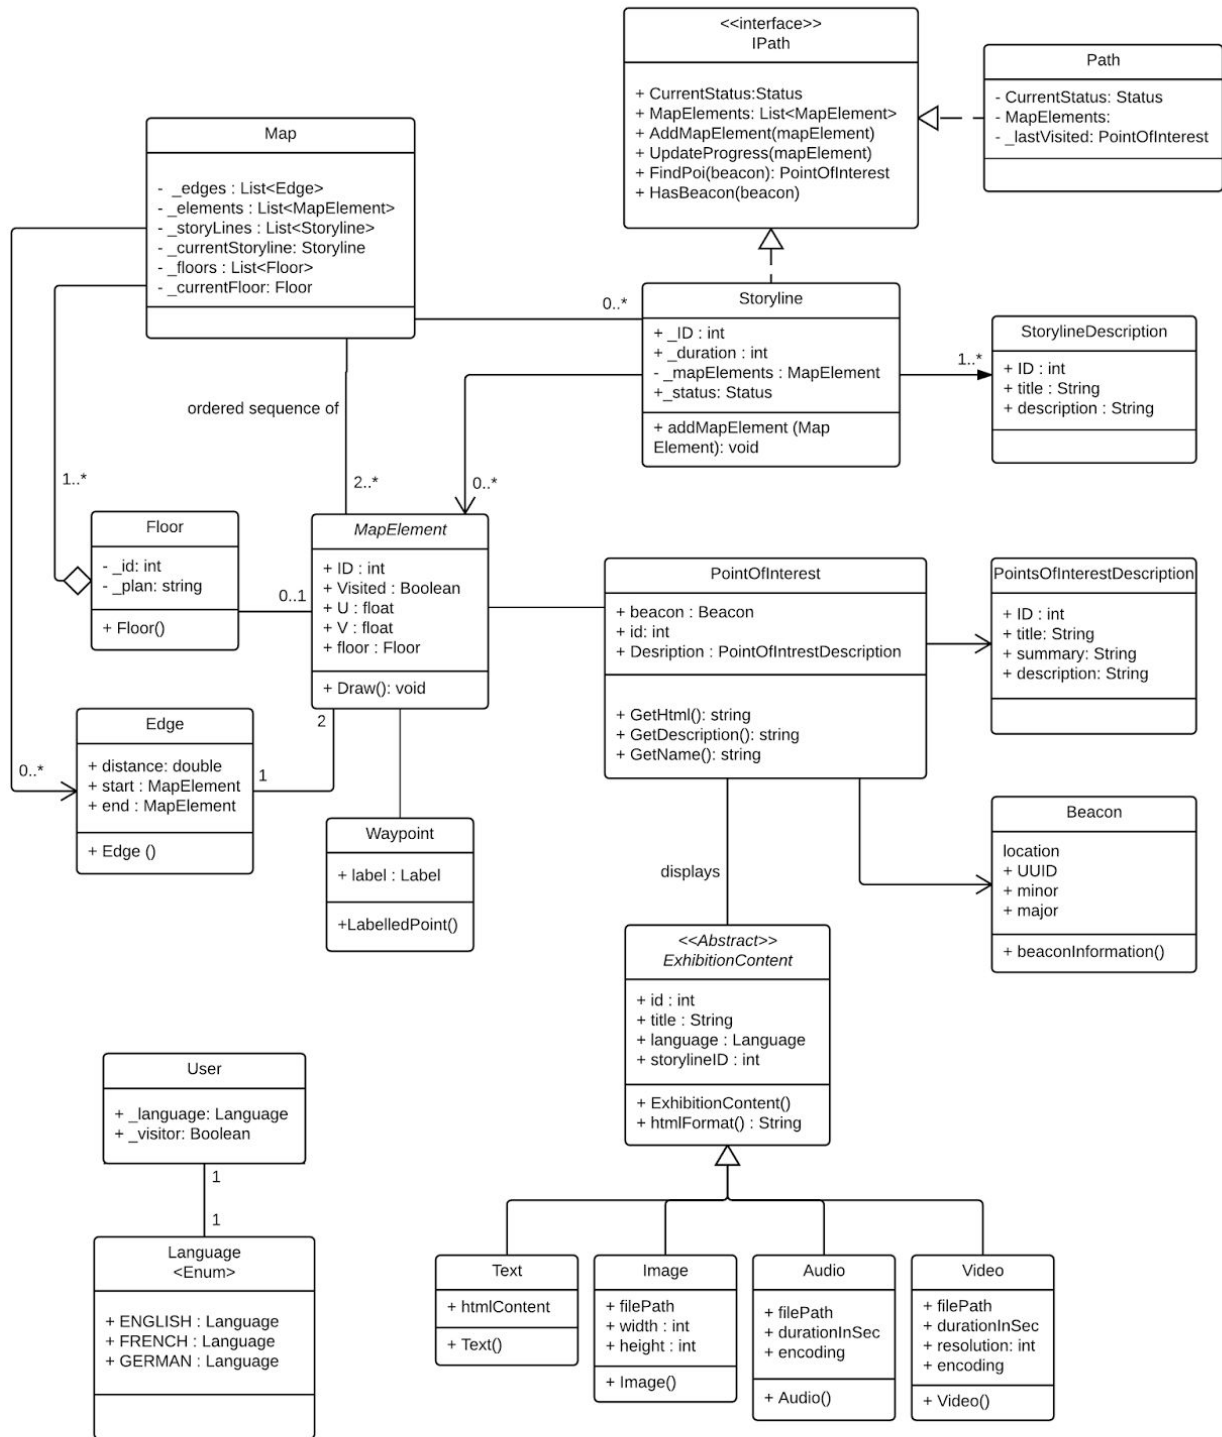 <<interface>>
IPath
+ CurrentStatus:Status
+ MapElements: List<MapElement>
+ AddMapElement(mapElement)
+ UpdateProgress(mapElement)
+ FindPoi(beacon): PointOfInterest
+ HasBeacon(beacon)
Path
- CurrentStatus: Status
- MapElements:
- _lastVisited: PointOfInterest
Map
- _edges : List<Edge>
- _elements : List<MapElement>
- _storyLines : List<Storyline>
- _currentStoryline: Storyline
- _floors : List<Floor>
- _currentFloor: Floor
0..*
Storyline
+ _ID : int
+ _duration : int
- _mapElements : MapElement
+_status: Status
+ addMapElement (Map
Element): void
1..*
StorylineDescription
+ ID : int
+ title : String
+ description : String
ordered sequence of
1..*
2..*
0..*
Floor
- _id: int
- _plan: string
+ Floor()
0..1
MapElement
+ ID : int
+ Visited : Boolean
+ U : float
+ V : float
+ floor : Floor
+ Draw(): void
PointOfInterest
+ beacon : Beacon
+ id: int
+ Desription : PointOfIntrestDescription
+ GetHtml(): string
+ GetDescription(): string
+ GetName(): string
PointsOfInterestDescription
+ ID : int
+ title: String
+ summary: String
+ description: String
2
0..*
Edge
+ distance: double
+ start : MapElement
+ end : MapElement
+ Edge ()
1
Waypoint
+ label : Label
+LabelledPoint()
displays
Beacon
location
+ UUID
+ minor
+ major
+ beaconInformation()
<<Abstract>>
ExhibitionContent
+ id : int
+ title : String
+ language : Language
+ storylineID : int
+ ExhibitionContent()
+ htmlFormat() : String
User
+ _language: Language
+ _visitor: Boolean
1
1
Language
<Enum>
+ ENGLISH : Language
+ FRENCH : Language
+ GERMAN : Language
Text
+ htmlContent
+ Text()
Image
+ filePath
+ width : int
+ height : int
+ Image()
Audio
+ filePath
+ durationInSec
+ encoding
+ Audio()
Video
+ filePath
+ durationInSec
+ resolution: int
+ encoding
+ Video()